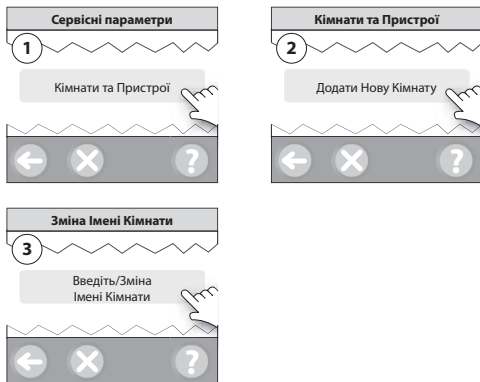 Сервісні параметри
1
Кімнати та Пристрої
?
Кімнати та Пристрої
2
Додати Нову Кімнату
?
Зміна Імені Кімнати
3
Введіть/Зміна
Імені Кімнати
?